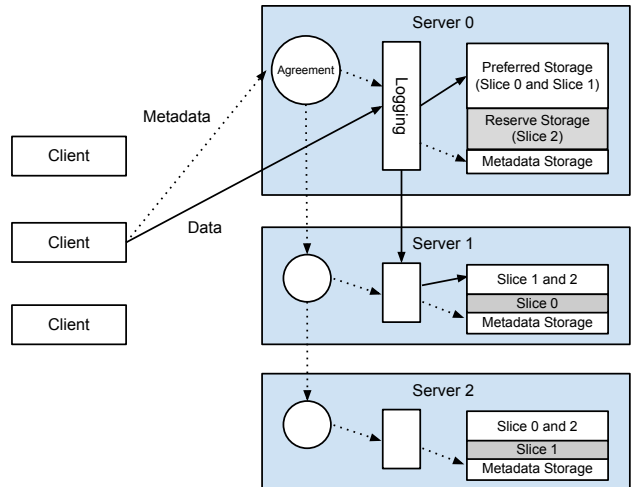 Server 0
Agreement
Logging
Preferred Storage
(Slice 0 and Slice 1)
Reserve Storage
(Slice 2)
Metadata Storage
Metadata
Client
Data
Client
Client
Server 1
Slice 1 and 2
Slice 0
Metadata Storage
Server 2
Slice 0 and 2
Slice 1
Metadata Storage